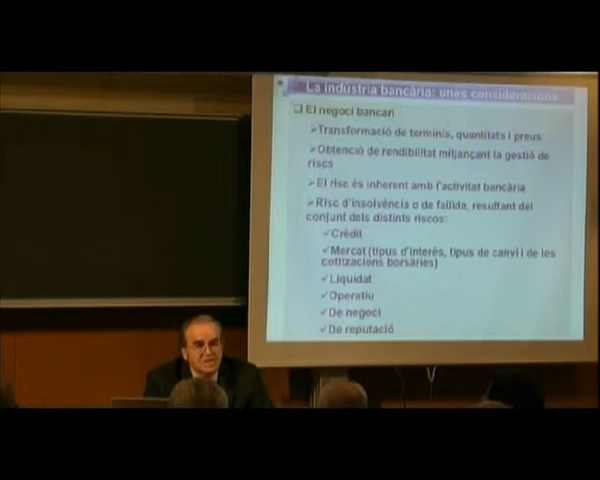 La indústria bancària: unes consideracions
❑ El negoci bancari
➢Transformació de terminis, quantitats i preus
➢Obtenció de rendibilitat mitjançant la gestió de
riscs
➢El risc és inherent amb l'activitat bancària
➢Risc d'insolvència o de fallida, resultant del
conjunt dels distints riscos:
✓Crèdit
✓Mercat (tipus d'interès, tipus de canvi i de les
cotitzacions borsàries)
✓Liquidat
✓Operatiu
✓De negoci
✓De reputació